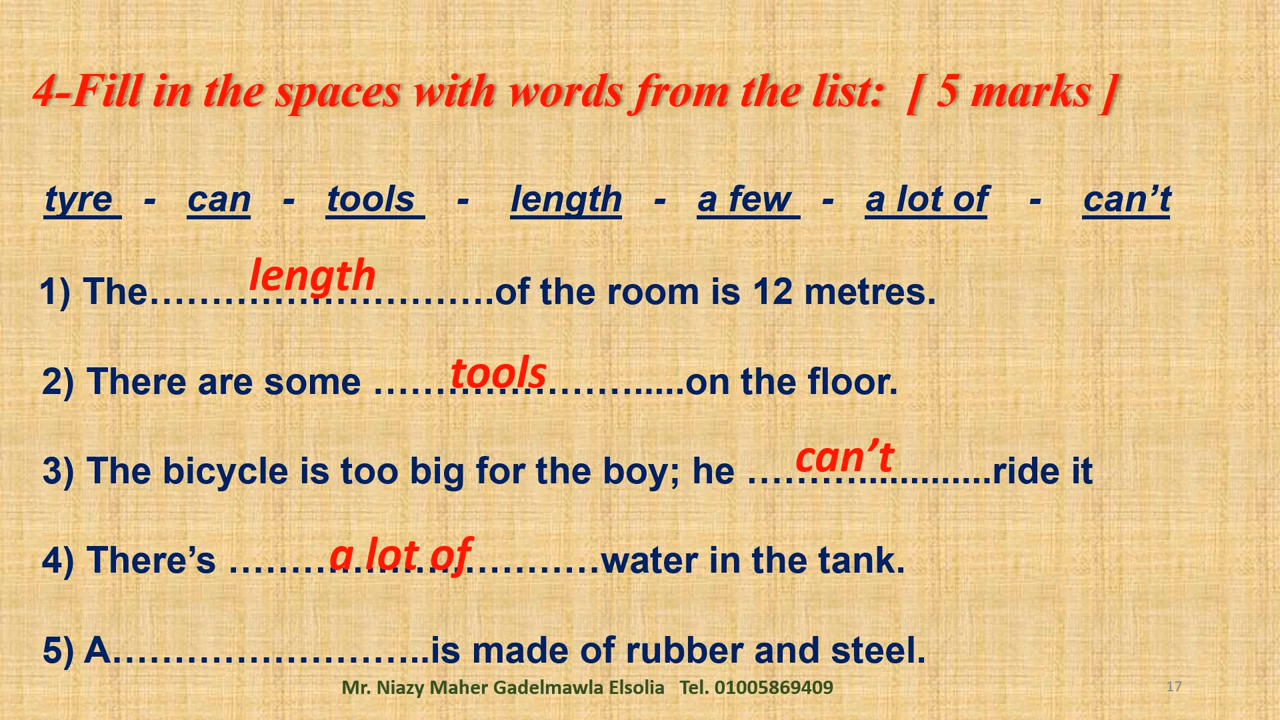 4-Fill in the spaces with words from the list: [ 5 marks ]
tyre - can - tools - length - a few - a lot of - can’t
1) The……………………….of the room is 12 metres.
length
2) There are some …………………......on the floor.
tools
3) The bicycle is too big for the boy; he ………............ride it
can’t
4) There’s …………………………water in the tank.
a lot of
5) A……………………..is made of rubber and steel.
Mr. Niazy Maher Gadelmawla Elsolia Tel. 01005869409
17